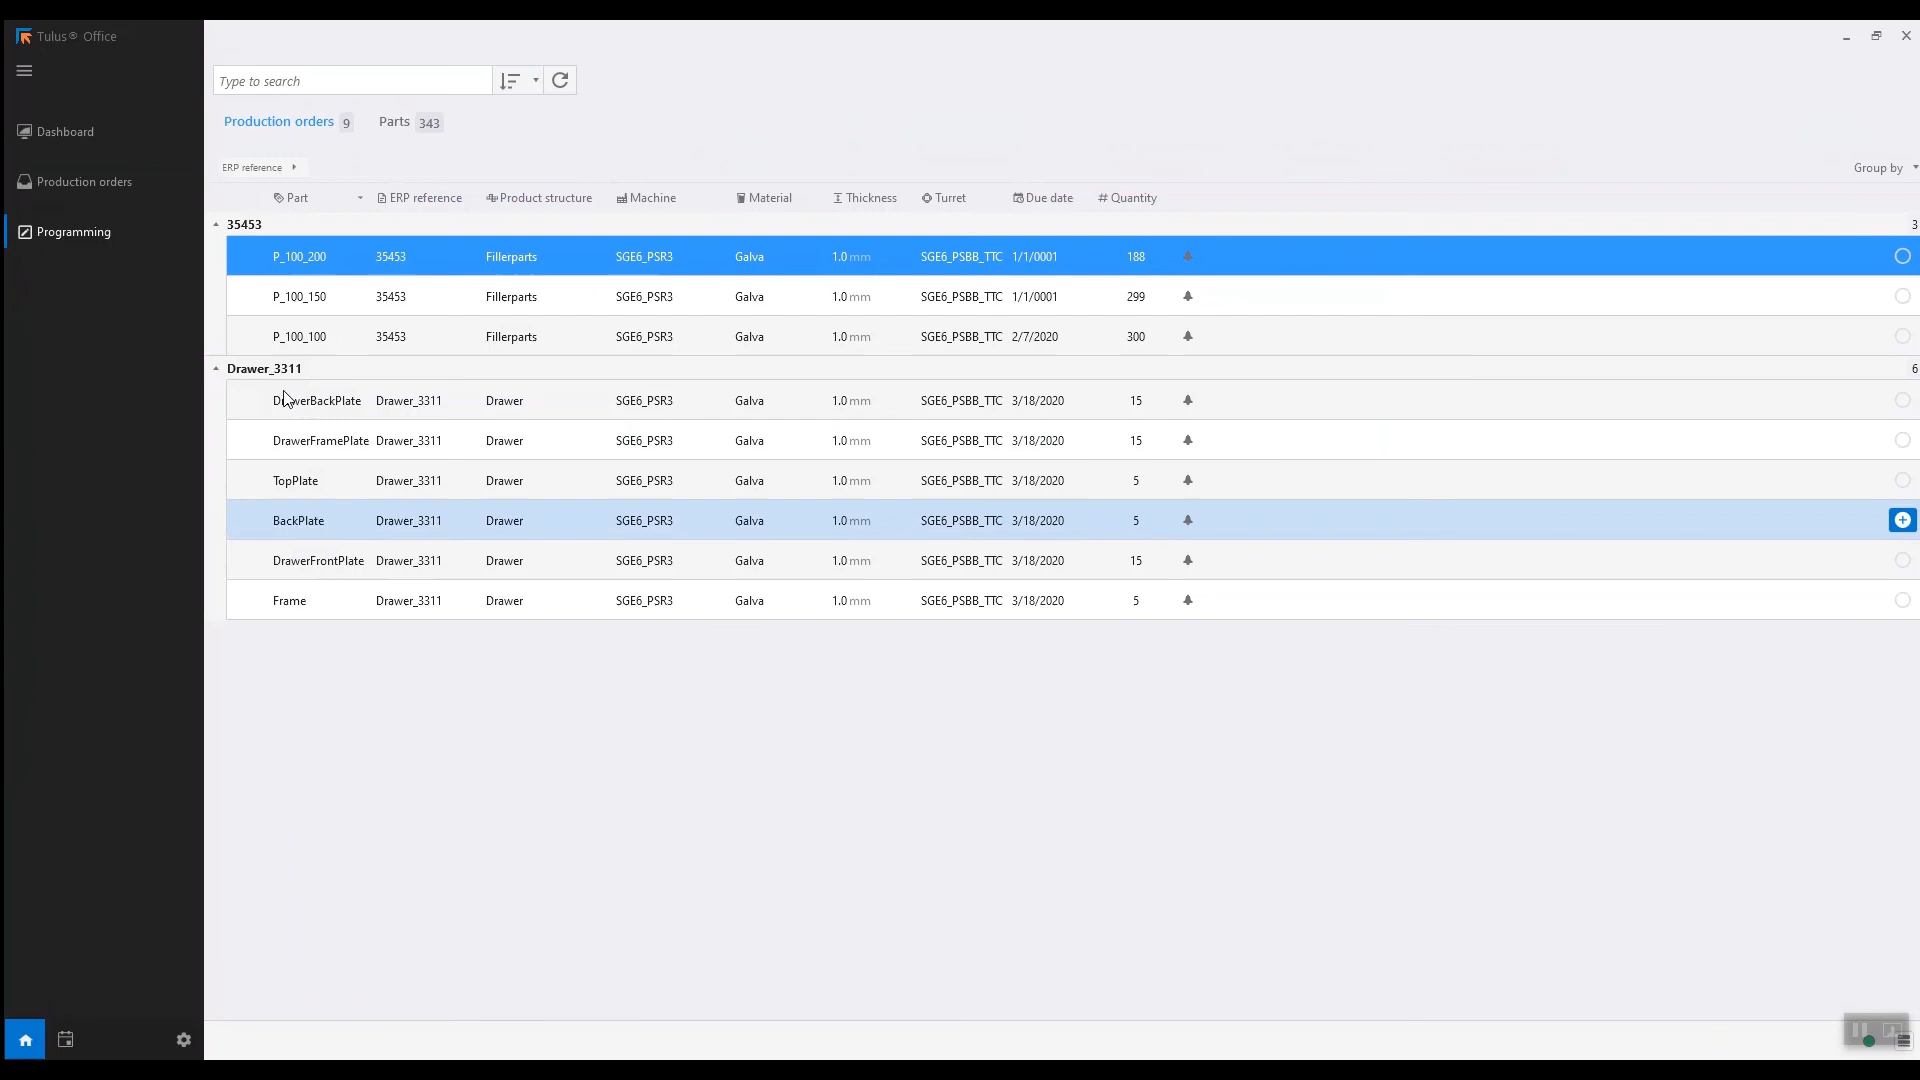 Tulus® Office
Type to search
Production orders 9 Parts 343
Dashboard
Production orders
Programming
ERP reference
Group by
Part ERP reference Product structure Machine Material Thickness Turret Due date # Quantity
35453 3
P_100_200 35453 Fillerparts SGE6_PSR3 Galva 1.0 mm SGE6_PSBB_TTC 1/1/0001 188
P_100_150 35453 Fillerparts SGE6_PSR3 Galva 1.0 mm SGE6_PSBB_TTC 1/1/0001 299
P_100_100 35453 Fillerparts SGE6_PSR3 Galva 1.0 mm SGE6_PSBB_TTC 2/7/2020 300
Drawer_3311 6
DrawerBackPlate Drawer_3311 Drawer SGE6_PSR3 Galva 1.0 mm SGE6_PSBB_TTC 3/18/2020 15
DrawerFramePlate Drawer_3311 Drawer SGE6_PSR3 Galva 1.0 mm SGE6_PSBB_TTC 3/18/2020 15
TopPlate Drawer_3311 Drawer SGE6_PSR3 Galva 1.0 mm SGE6_PSBB_TTC 3/18/2020 5
BackPlate Drawer_3311 Drawer SGE6_PSR3 Galva 1.0 mm SGE6_PSBB_TTC 3/18/2020 5
DrawerFrontPlate Drawer_3311 Drawer SGE6_PSR3 Galva 1.0 mm SGE6_PSBB_TTC 3/18/2020 15
Frame Drawer_3311 Drawer SGE6_PSR3 Galva 1.0 mm SGE6_PSBB_TTC 3/18/2020 5